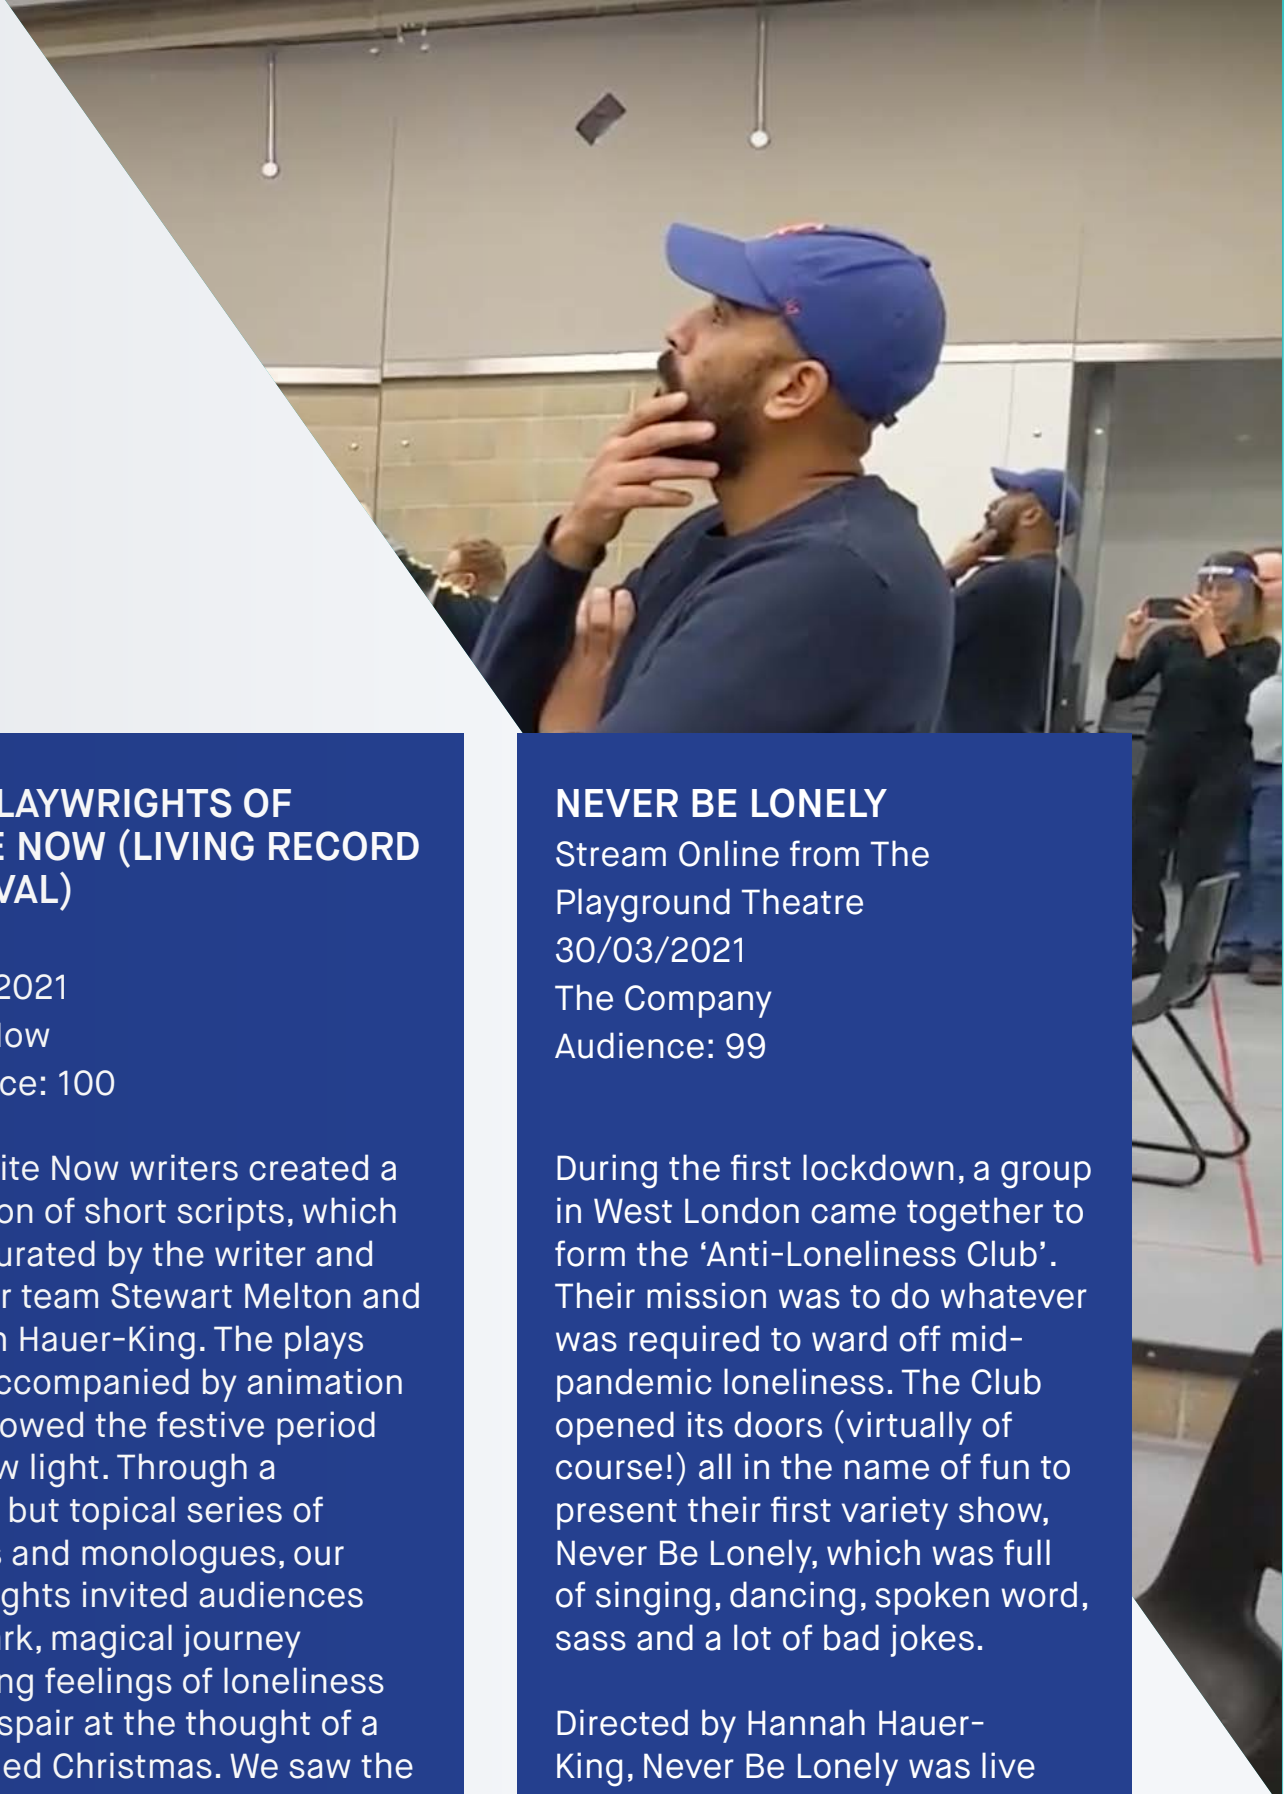 LAYWRIGHTS OF
E NOW (LIVING RECORD
VAL)
2021
low
ce: 100
ite Now writers created a
on of short scripts, which
urated by the writer and
r team Stewart Melton and
n Hauer-King. The plays
ccompanied by animation
owed the festive period
w light. Through a
but topical series of
s and monologues, our
ghts invited audiences
rk, magical journey
ng feelings of loneliness
spair at the thought of a
ed Christmas. We saw the
NEVER BE LONELY
Stream Online from The
Playground Theatre
30/03/2021
The Company
Audience: 99
During the first lockdown, a group
in West London came together to
form the ‘Anti-Loneliness Club’.
Their mission was to do whatever
was required to ward off mid-
pandemic loneliness. The Club
opened its doors (virtually of
course!) all in the name of fun to
present their first variety show,
Never Be Lonely, which was full
of singing, dancing, spoken word,
sass and a lot of bad jokes.
Directed by Hannah Hauer-
King, Never Be Lonely was live